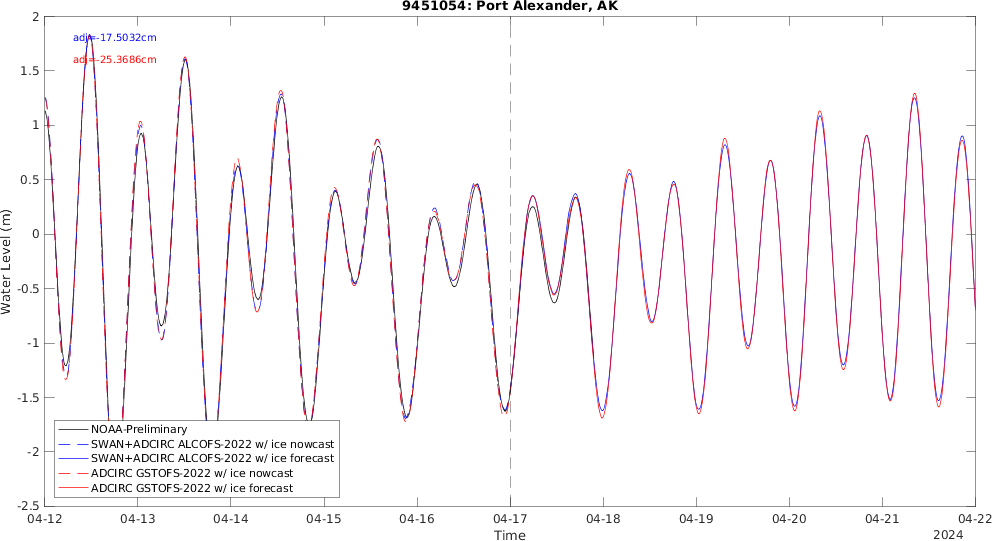 9451054: Port Alexander, AK
adj=-17.5032cm
adj=-25.3686cm
2
1.5
1
0.5
0
-0.5
-1
-1.5
-2
-2.5
Water Level (m)
NOAA-Preliminary
SWAN+ADCIRC ALCOFS-2022 w/ ice nowcast
SWAN+ADCIRC ALCOFS-2022 w/ ice forecast
ADCIRC GSTOFS-2022 w/ ice nowcast
ADCIRC GSTOFS-2022 w/ ice forecast
04-12 04-13 04-14 04-15 04-16 04-17 04-18 04-19 04-20 04-21 04-22
Time
2024